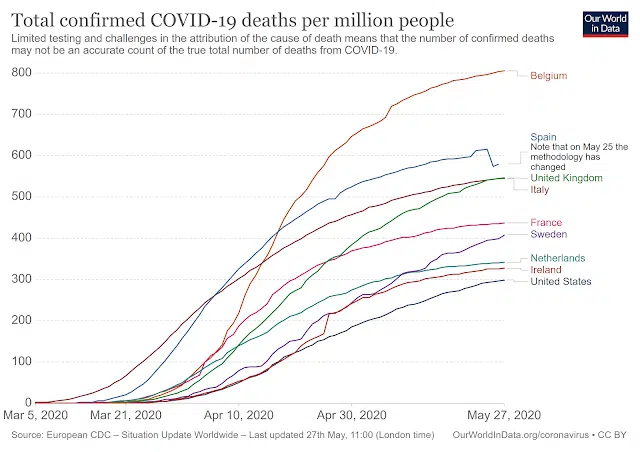 Total confirmed COVID-19 deaths per million people
Our World
in Data
Limited testing and challenges in the attribution of the cause of death means that the number of confirmed deaths
may not be an accurate count of the true total number of deaths from COVID-19.
800
Belgium
700
Spain
Note that on May 25 the
methodology has
changed
600
United Kingdom
Italy
500
France
Sweden
400
Netherlands
Ireland
United States
300
200
100
0
Mar 5, 2020
Mar 21, 2020
Apr 10, 2020
Apr 30, 2020
May 27, 2020
Source: European CDC – Situation Update Worldwide – Last updated 27th May, 11:00 (London time)
OurWorldInData.org/coronavirus • CC BY